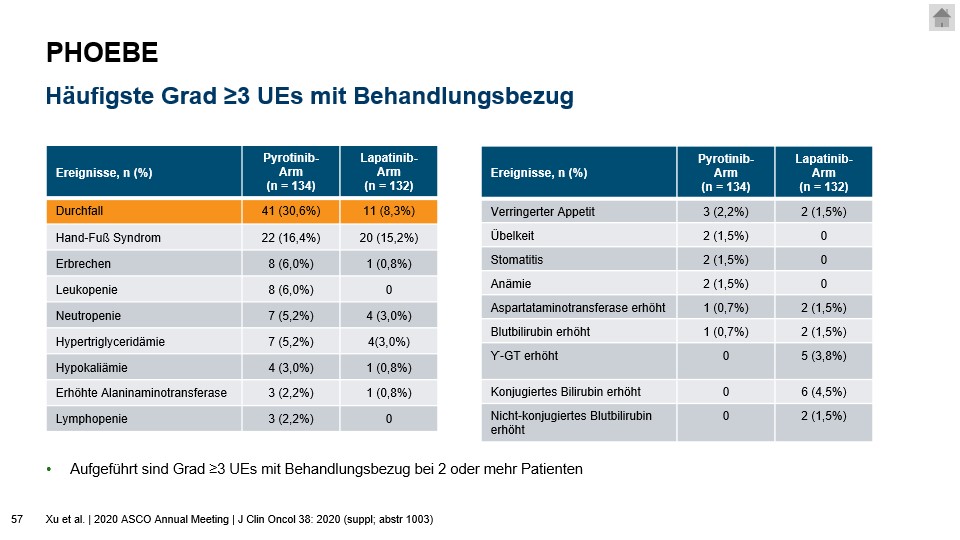 PHOEBE
Häufigste Grad ≥3 UEs mit Behandlungsbezug
Ereignisse, n (%) Pyrotinib-Arm (n = 134) Lapatinib-Arm (n = 132)
Durchfall 41 (30,6%) 11 (8,3%)
Hand-Fuß Syndrom 22 (16,4%) 20 (15,2%)
Erbrechen 8 (6,0%) 1 (0,8%)
Leukopenie 8 (6,0%) 0
Neutropenie 7 (5,2%) 4 (3,0%)
Hypertriglyceridämie 7 (5,2%) 4(3,0%)
Hypokaliämie 4 (3,0%) 1 (0,8%)
Erhöhte Alaninaminotransferase 3 (2,2%) 1 (0,8%)
Lymphopenie 3 (2,2%) 0
Ereignisse, n (%) Pyrotinib-Arm (n = 134) Lapatinib-Arm (n = 132)
Verringerter Appetit 3 (2,2%) 2 (1,5%)
Übelkeit 2 (1,5%) 0
Stomatitis 2 (1,5%) 0
Anämie 2 (1,5%) 0
Aspartataminotransferase erhöht 1 (0,7%) 2 (1,5%)
Blutbilirubin erhöht 1 (0,7%) 2 (1,5%)
Ƴ-GT erhöht 0 5 (3,8%)
Konjugiertes Bilirubin erhöht 0 6 (4,5%)
Nicht-konjugiertes Blutbilirubin erhöht 0 2 (1,5%)
• Aufgeführt sind Grad ≥3 UEs mit Behandlungsbezug bei 2 oder mehr Patienten
57 Xu et al. | 2020 ASCO Annual Meeting | J Clin Oncol 38: 2020 (suppl; abstr 1003)